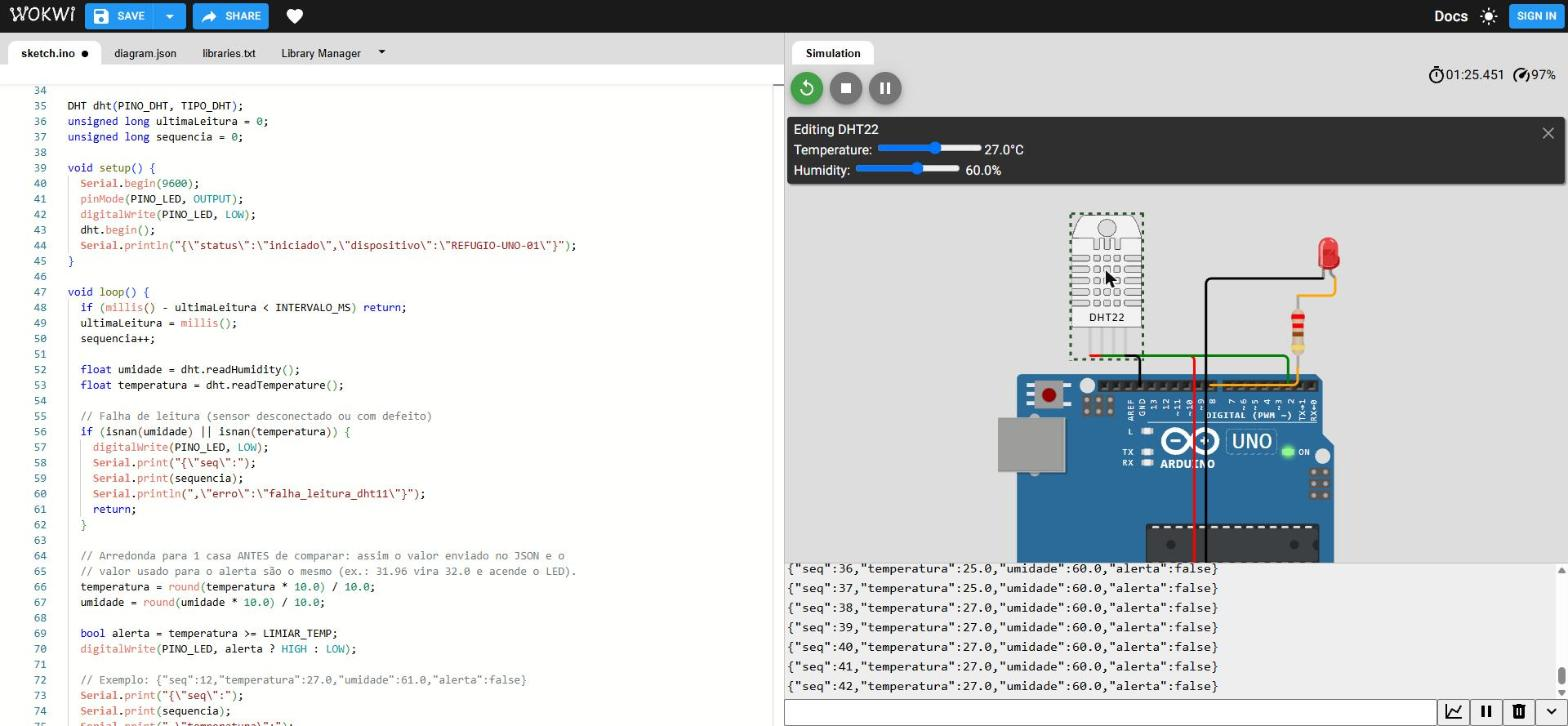 WOKWI
SAVE
SHARE
Docs
SIGN IN
sketch.ino ●
diagram.json
libraries.txt
Library Manager
Simulation
01:25.451
97%
34
35 DHT dht(PINO_DHT, TIPO_DHT);
36 unsigned long ultimaLeitura = 0;
37 unsigned long sequencia = 0;
38
39 void setup() {
40 Serial.begin(9600);
41 pinMode(PINO_LED, OUTPUT);
42 digitalWrite(PINO_LED, LOW);
43 dht.begin();
44 Serial.println("{\"status\":\"iniciado\",\"dispositivo\":\"REFUGIO-UNO-01\"}");
45 }
46
47 void loop() {
48 if (millis() - ultimaLeitura < INTERVALO_MS) return;
49 ultimaLeitura = millis();
50 sequencia++;
51
52 float umidade = dht.readHumidity();
53 float temperatura = dht.readTemperature();
54
55 // Falha de leitura (sensor desconectado ou com defeito)
56 if (isnan(umidade) || isnan(temperatura)) {
57 digitalWrite(PINO_LED, LOW);
58 Serial.print("{\"seq\":");
59 Serial.print(sequencia);
60 Serial.println(",\"erro\":\"falha_leitura_dht11\"}");
61 return;
62 }
63
64 // Arredonda para 1 casa ANTES de comparar: assim o valor enviado no JSON e o
65 // valor usado para o alerta são o mesmo (ex.: 31.96 vira 32.0 e acende o LED).
66 temperatura = round(temperatura * 10.0) / 10.0;
67 umidade = round(umidade * 10.0) / 10.0;
68
69 bool alerta = temperatura >= LIMIAR_TEMP;
70 digitalWrite(PINO_LED, alerta ? HIGH : LOW);
71
72 // Exemplo: {"seq":12,"temperatura":27.0,"umidade":61.0,"alerta":false}
73 Serial.print("{\"seq\":");
74 Serial.print(sequencia);
75 Serial.print(",\"temperatura\":");
Editing DHT22
Temperature: 27.0°C
Humidity: 60.0%
DHT22
AREF
GND
13
12
~11
~10
~9
8
7
~6
~5
4
~3
2
TX→1
RX←0
DIGITAL (PWM ~)
L
TX
RX
ARDUINO
UNO
ON
{"seq":36,"temperatura":25.0,"umidade":60.0,"alerta":false}
{"seq":37,"temperatura":25.0,"umidade":60.0,"alerta":false}
{"seq":38,"temperatura":27.0,"umidade":60.0,"alerta":false}
{"seq":39,"temperatura":27.0,"umidade":60.0,"alerta":false}
{"seq":40,"temperatura":27.0,"umidade":60.0,"alerta":false}
{"seq":41,"temperatura":27.0,"umidade":60.0,"alerta":false}
{"seq":42,"temperatura":27.0,"umidade":60.0,"alerta":false}